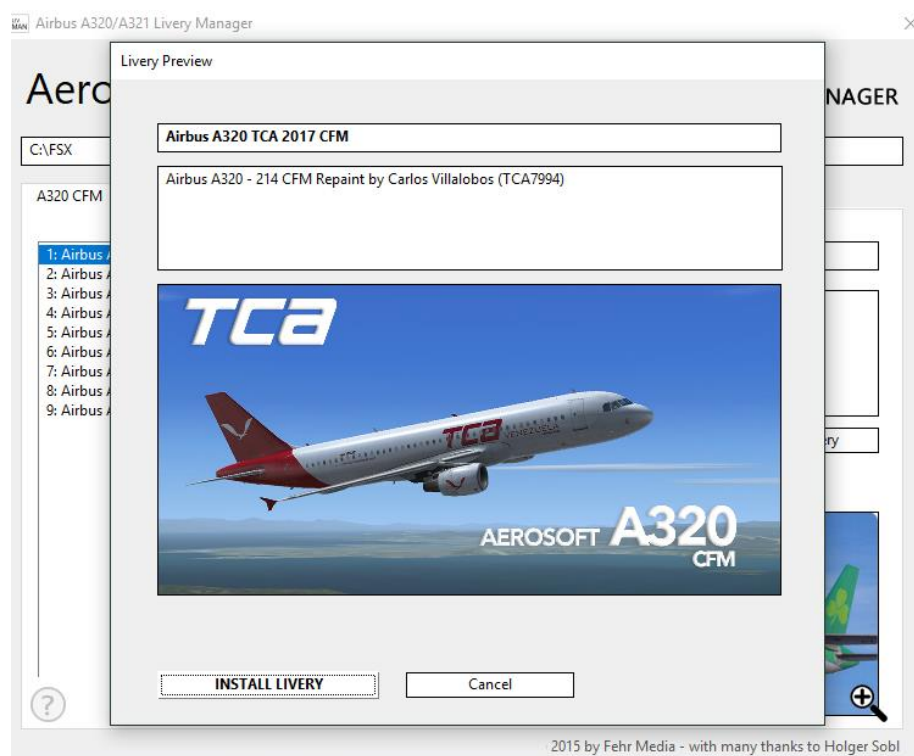 Airbus A320/A321 Livery Manager
Livery Preview
NAGER
C:\FSX
Airbus A320 TCA 2017 CFM
Airbus A320 - 214 CFM Repaint by Carlos Villalobos (TCA7994)
A320 CFM
1: Airbus
2: Airbus
3: Airbus
4: Airbus
5: Airbus
6: Airbus
7: Airbus
8: Airbus
9: Airbus
TCA
TCA VENEZUELA
AEROSOFT A320
CFM
INSTALL LIVERY
Cancel
2015 by Fehr Media - with many thanks to Holger Sobl